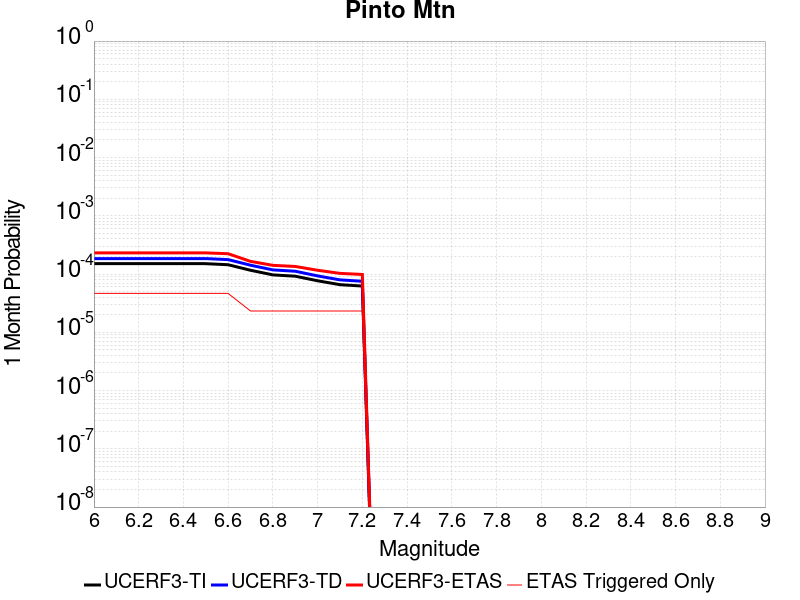 Pinto Mtn
10^0
10^-1
10^-2
10^-3
10^-4
10^-5
10^-6
10^-7
10^-8
1 Month Probability
6 6.2 6.4 6.6 6.8 7 7.2 7.4 7.6 7.8 8 8.2 8.4 8.6 8.8 9
Magnitude
UCERF3-TI UCERF3-TD UCERF3-ETAS ETAS Triggered Only